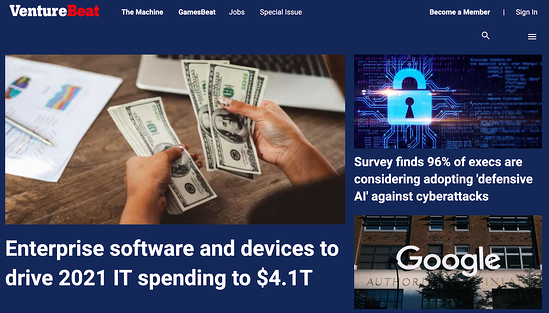 VentureBeat
The Machine GamesBeat Jobs Special Issue Become a Member | Sign In
Enterprise software and devices to
drive 2021 IT spending to $4.1T
Survey finds 96% of execs are
considering adopting 'defensive
AI' against cyberattacks
Google